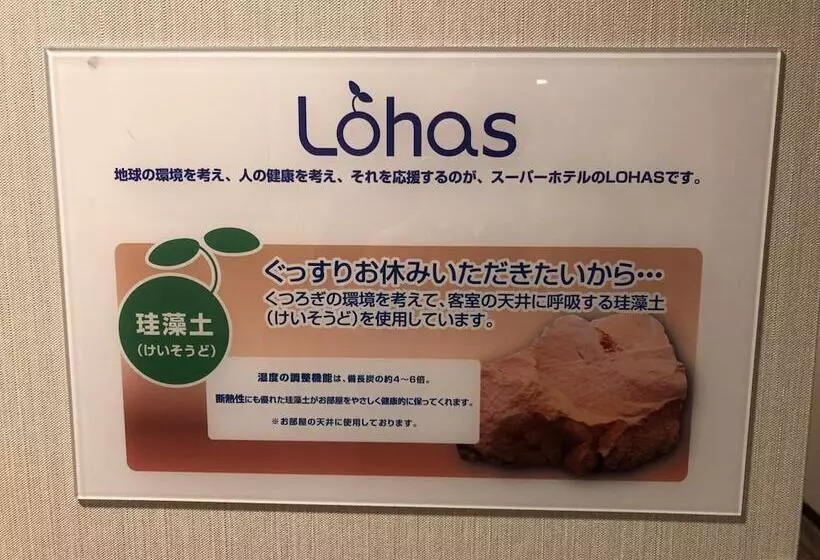 Lohas
地球の環境を考え、人の健康を考え、それを応援するのが、スーパーホテルのLOHASです。
ぐっすりお休みいただきたいから…
くつろぎの環境を考えて、客室の天井に呼吸する珪藻土
(けいそうど)を使用しています。
珪藻土
(けいそうど)
湿度の調整機能は、備長炭の約4～6倍。
断熱性にも優れた珪藻土がお部屋をやさしく健康的に保ってくれます。
※お部屋の天井に使用しております。